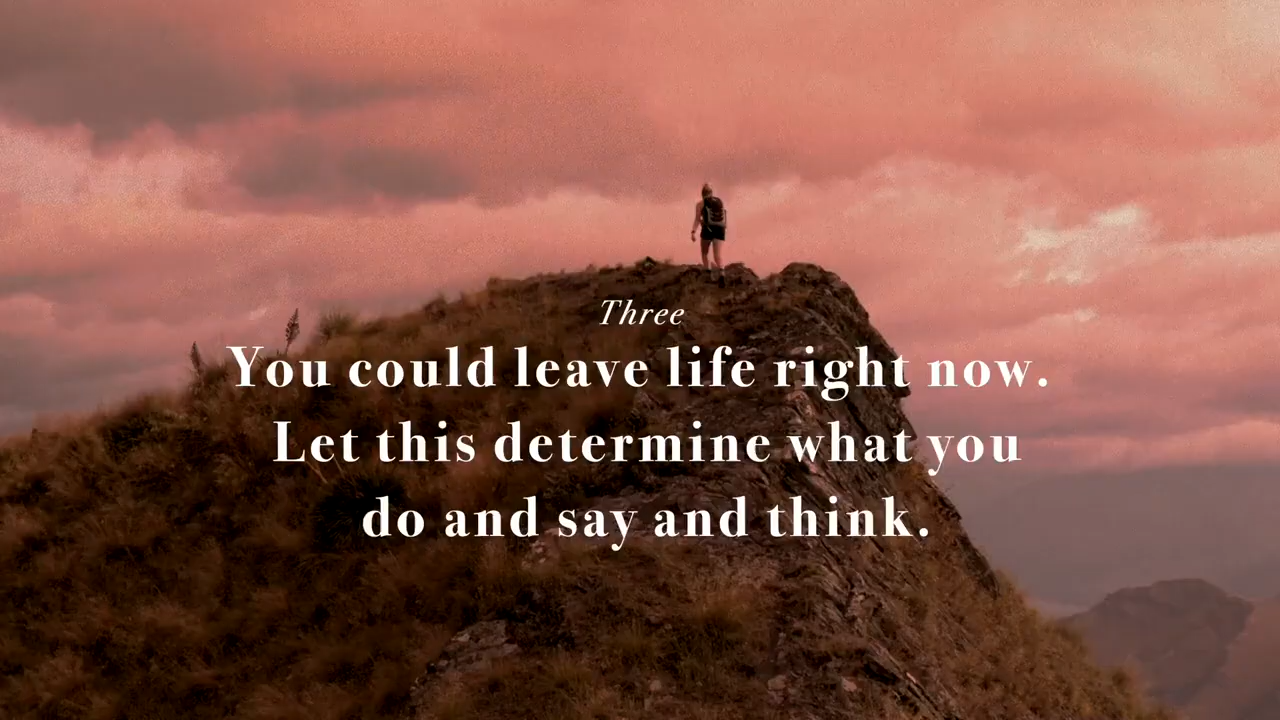 Three
You could leave life right now.
Let this determine what you
do and say and think.